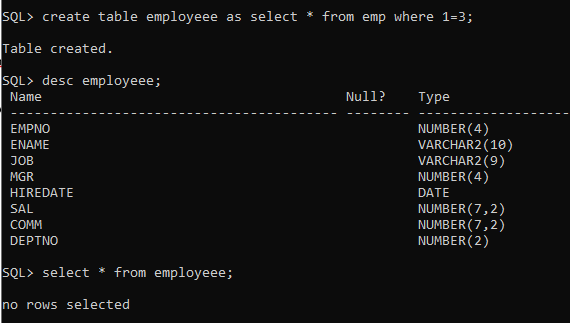 SQL> create table employeee as select * from emp where 1=3;
Table created.
SQL> desc employeee;
Name Null? Type
----------------------------------------- -------- -------------------
EMPNO NUMBER(4)
ENAME VARCHAR2(10)
JOB VARCHAR2(9)
MGR NUMBER(4)
HIREDATE DATE
SAL NUMBER(7,2)
COMM NUMBER(7,2)
DEPTNO NUMBER(2)
SQL> select * from employeee;
no rows selected